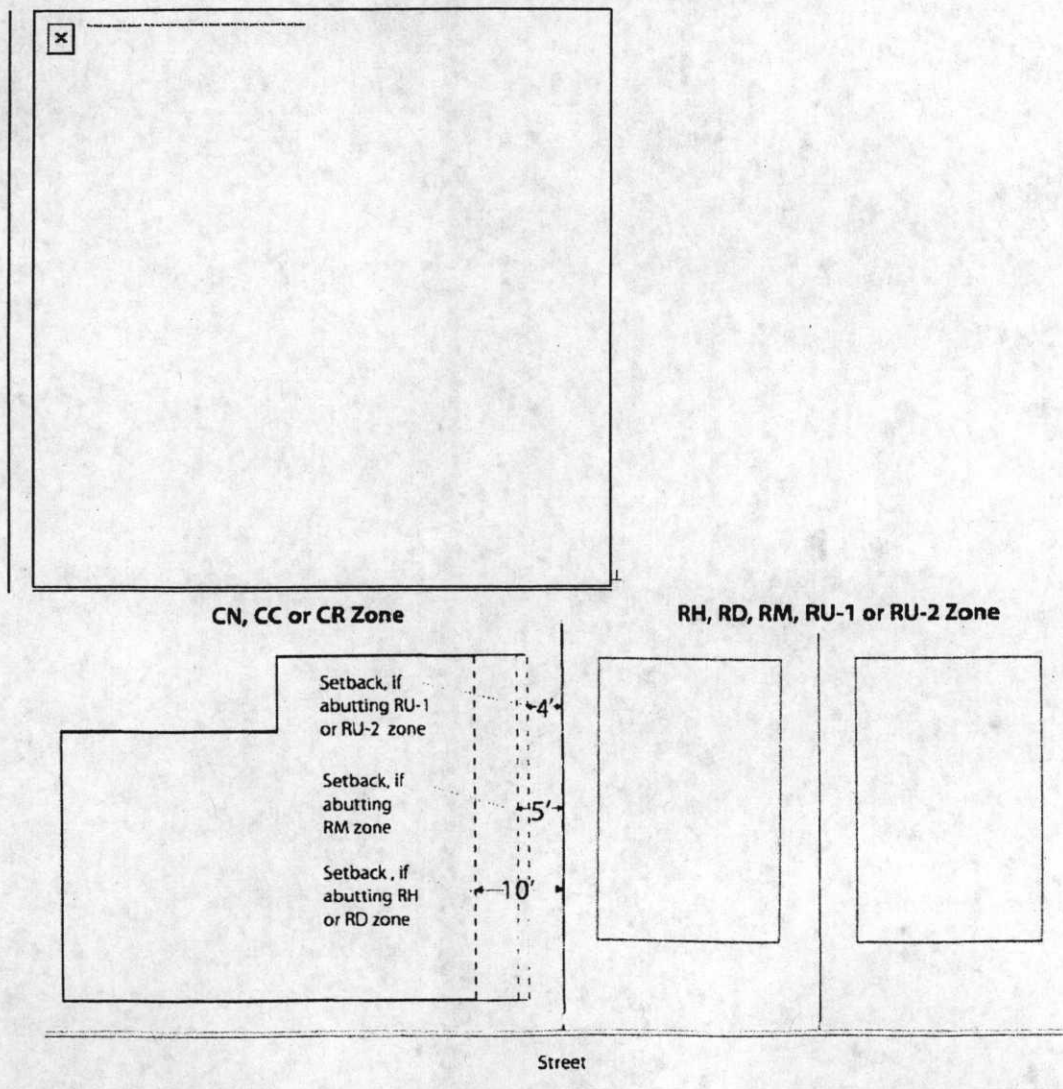 CN, CC or CR Zone
RH, RD, RM, RU-1 or RU-2 Zone
Setback, if
abutting RU-1
or RU-2 zone
4'
Setback, if
abutting
RM zone
5'
Setback, if
abutting RH
or RD zone
10'
Street